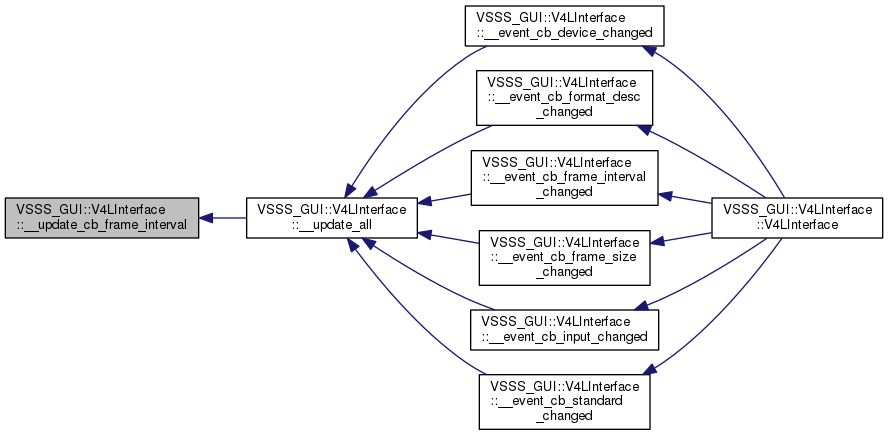 VSSS_GUI::V4LInterface
::__event_cb_device_changed
VSSS_GUI::V4LInterface
::__event_cb_format_desc
_changed
VSSS_GUI::V4LInterface
::__event_cb_frame_interval
_changed
VSSS_GUI::V4LInterface
::__update_cb_frame_interval
VSSS_GUI::V4LInterface
::__update_all
VSSS_GUI::V4LInterface
::V4LInterface
VSSS_GUI::V4LInterface
::__event_cb_frame_size
_changed
VSSS_GUI::V4LInterface
::__event_cb_input_changed
VSSS_GUI::V4LInterface
::__event_cb_standard
_changed